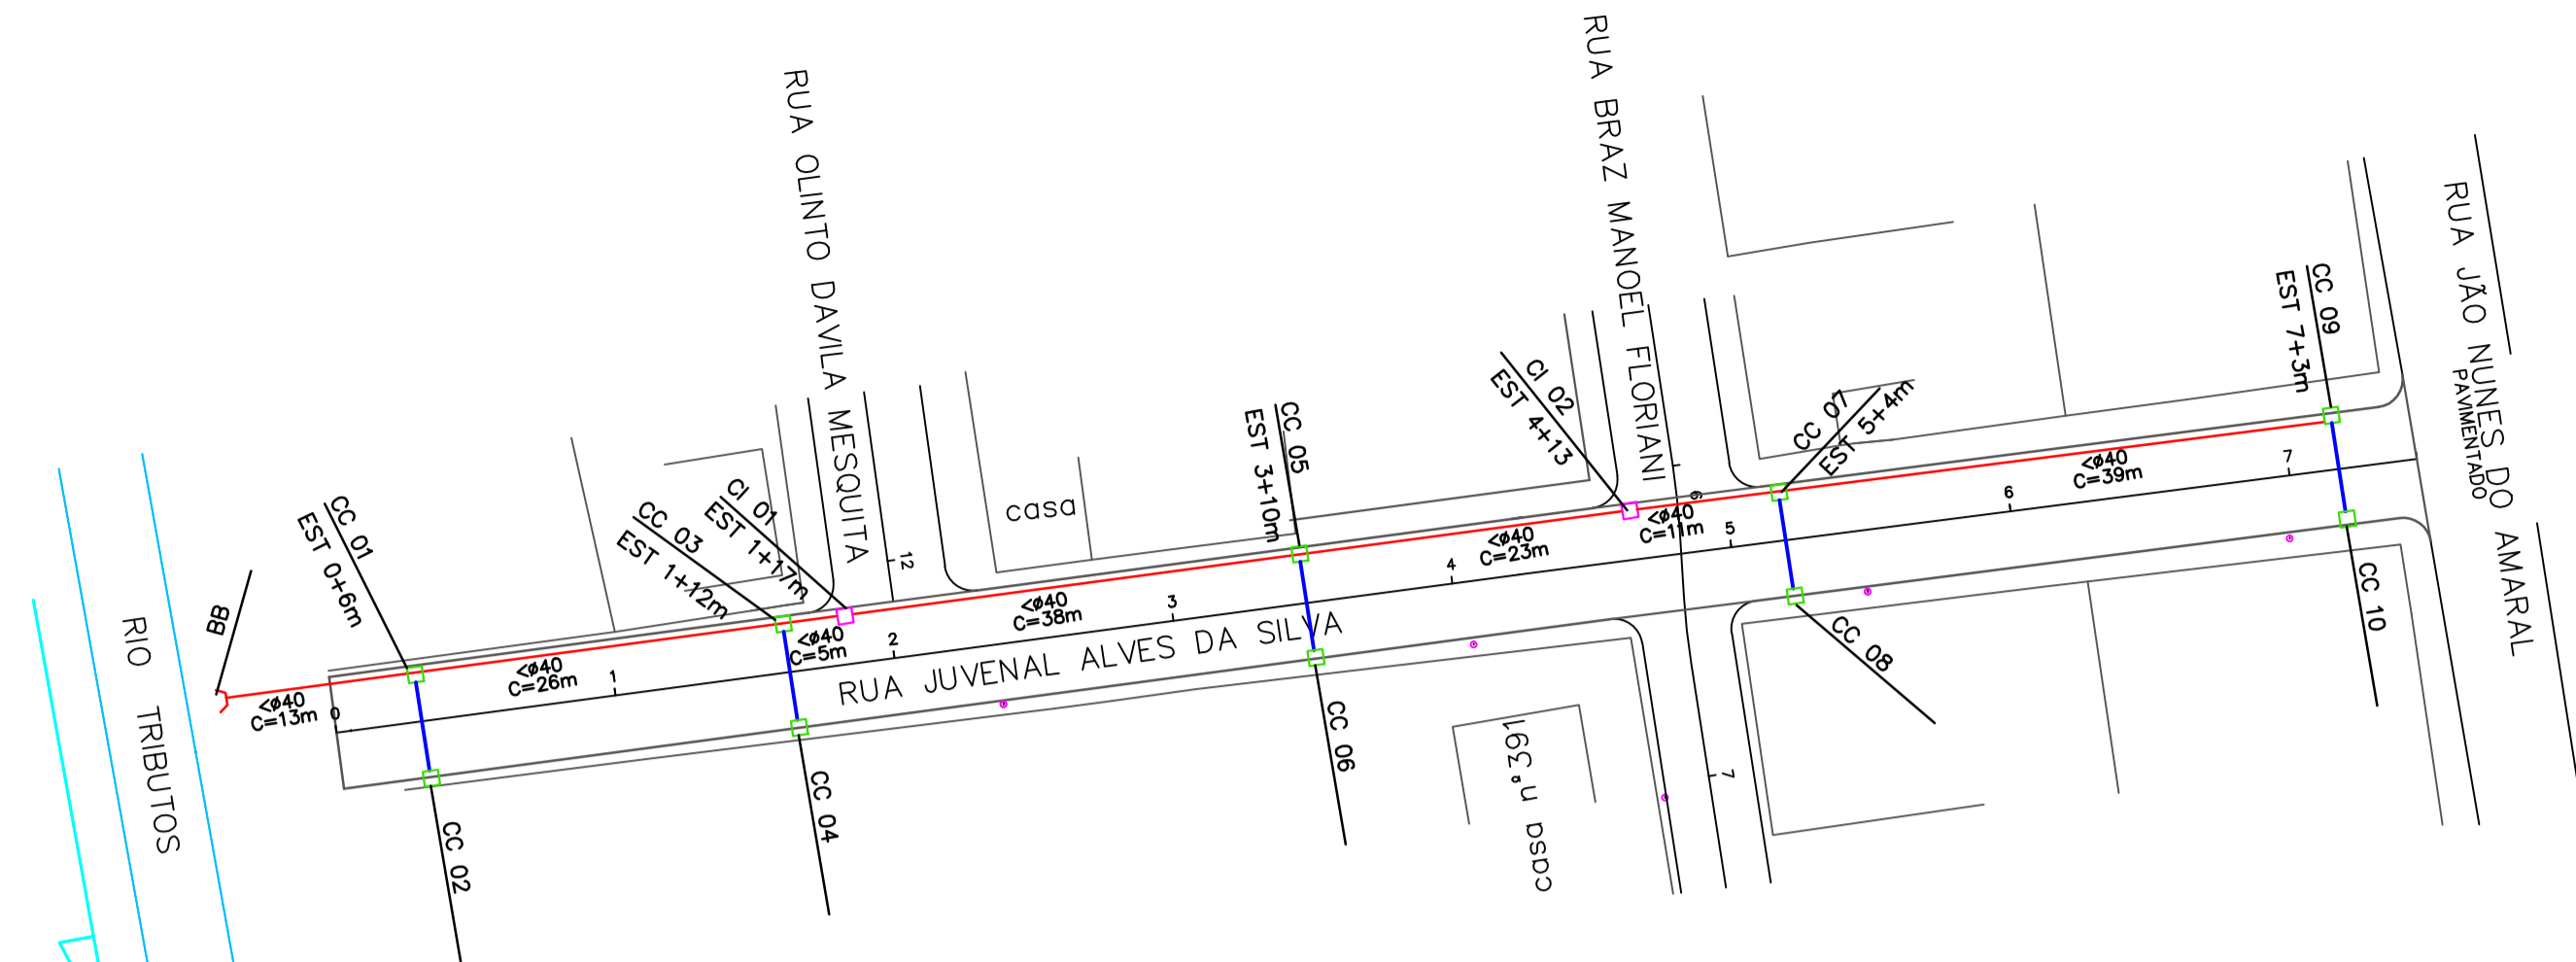 RIO TRIBUTOS
BB
CC 01
EST 0+6m
CC 02
<ø40
C=13m
0
<ø40
C=26m
1
RUA OLINTO DAVILA MESQUITA
CC 03
EST 1+12m
CI 01
EST 1+17m
CC 04
<ø40
C=5m
2
12
casa
<ø40
C=38m
3
RUA JUVENAL ALVES DA SILVA
CC 05
EST 3+10m
CC 06
4
<ø40
C=23m
RUA BRAZ MANOEL FLORIANI
CI 02
EST 4+13
<ø40
C=11m
6
5
CC 07
EST 5+4m
CC 08
casa n° 391
7
6
<ø40
C=39m
7
CC 09
EST 7+3m
CC 10
RUA JÃO NUNES DO AMARAL
PAVIMENTADO